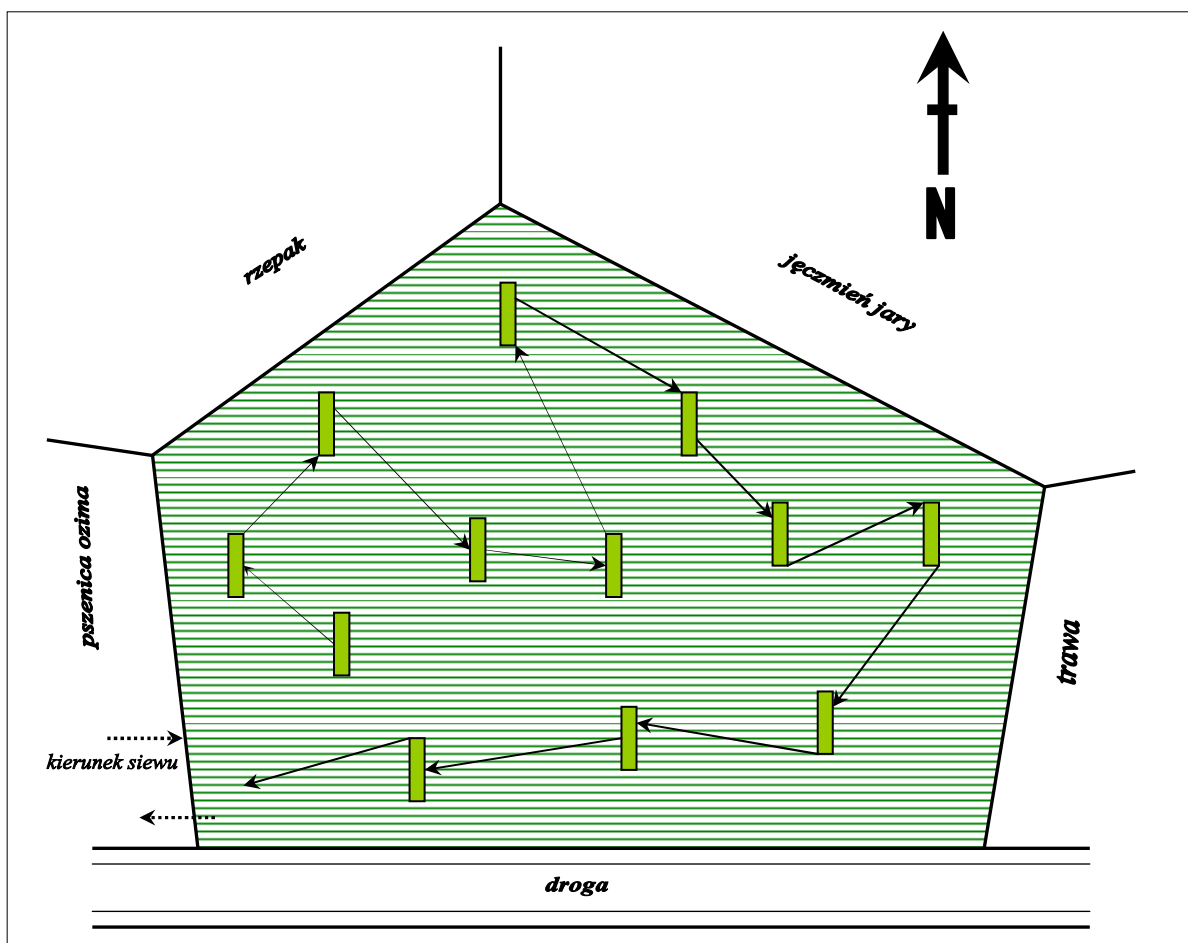 N
rzepak
jęczmień jary
pszenica ozima
trawa
kierunek siewu
droga